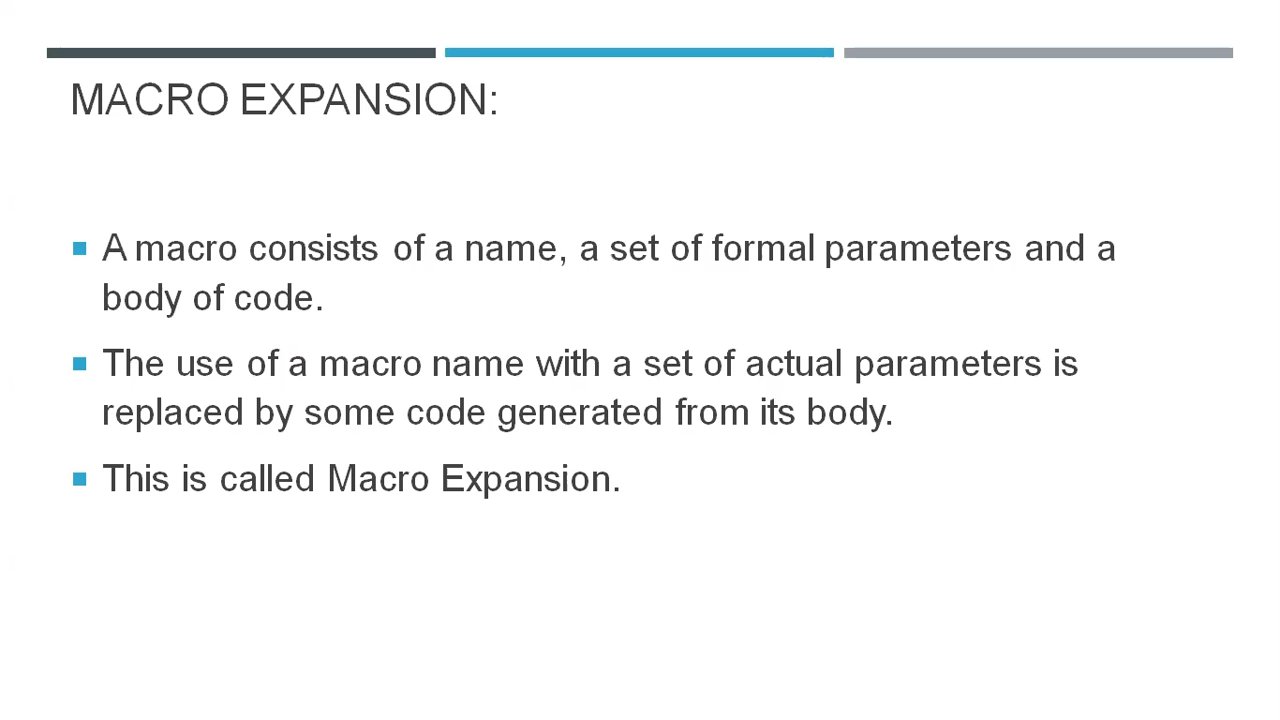 MACRO EXPANSION:
A macro consists of a name, a set of formal parameters and a
body of code.
The use of a macro name with a set of actual parameters is
replaced by some code generated from its body.
This is called Macro Expansion.